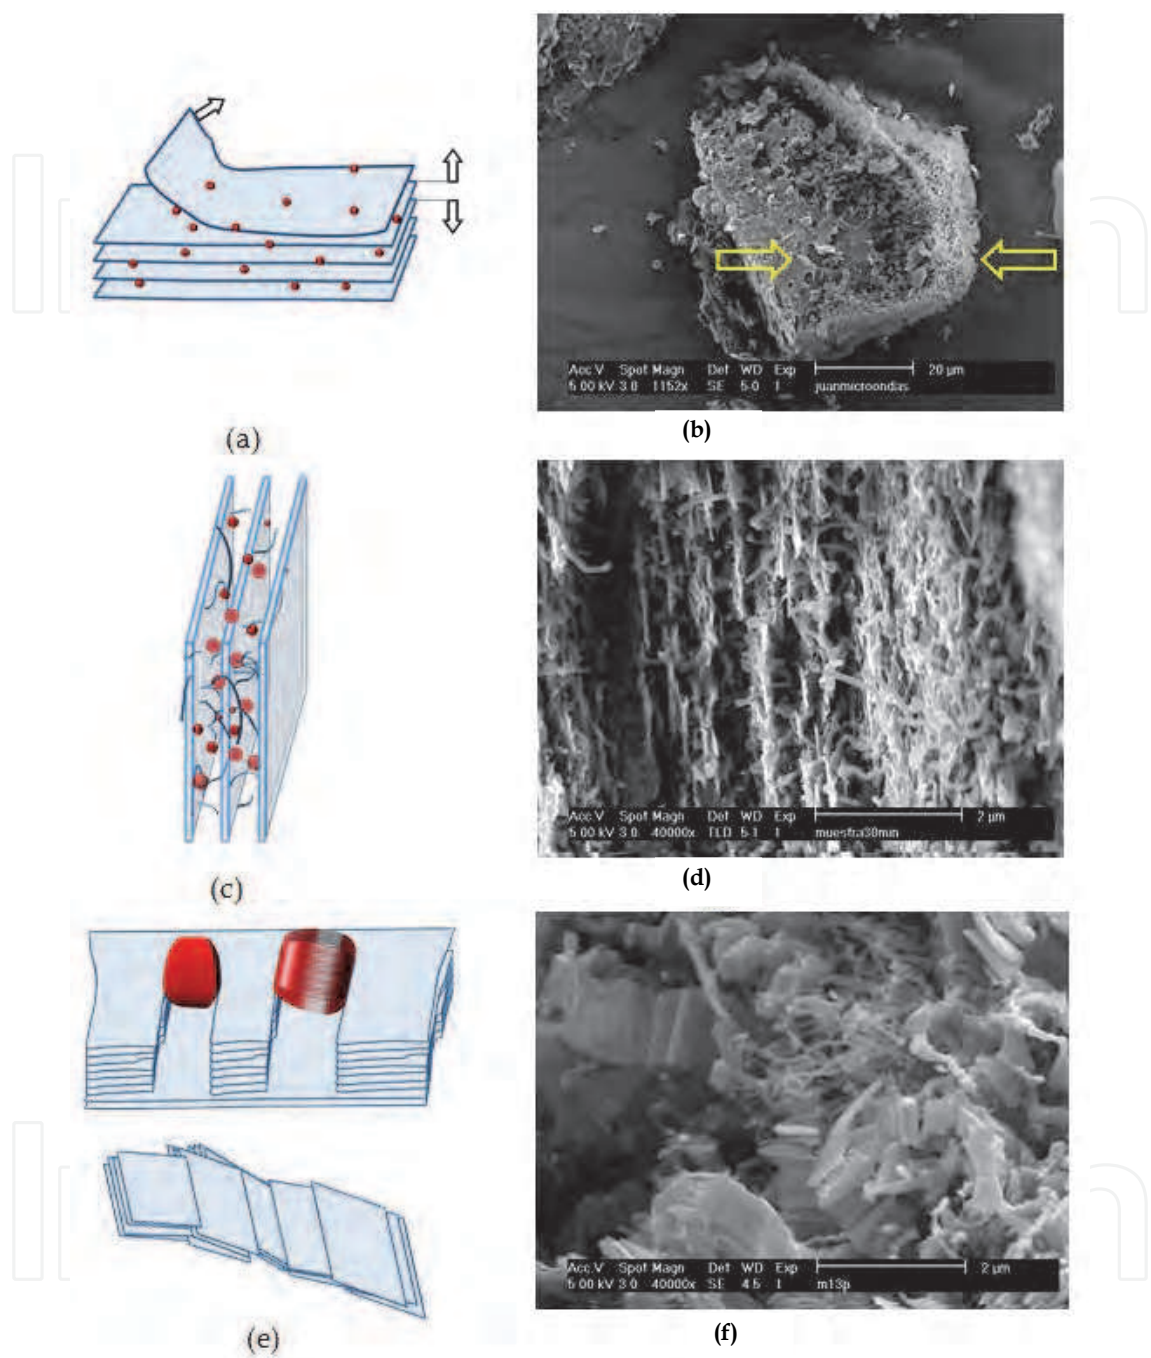 Acc.V Spot Magn Det WD Exp 20 µm
5.00 kV 3.0 1152x SE 5.0 1 juanmicroondas
(a)
(b)
Acc.V Spot Magn Det WD Exp 2 µm
5.00 kV 3.0 40000x TLD 5.1 1 muestra30min
(c)
(d)
Acc.V Spot Magn Det WD Exp 2 µm
5.00 kV 3.0 40000x SE 4.5 1 m13p
(e)
(f)